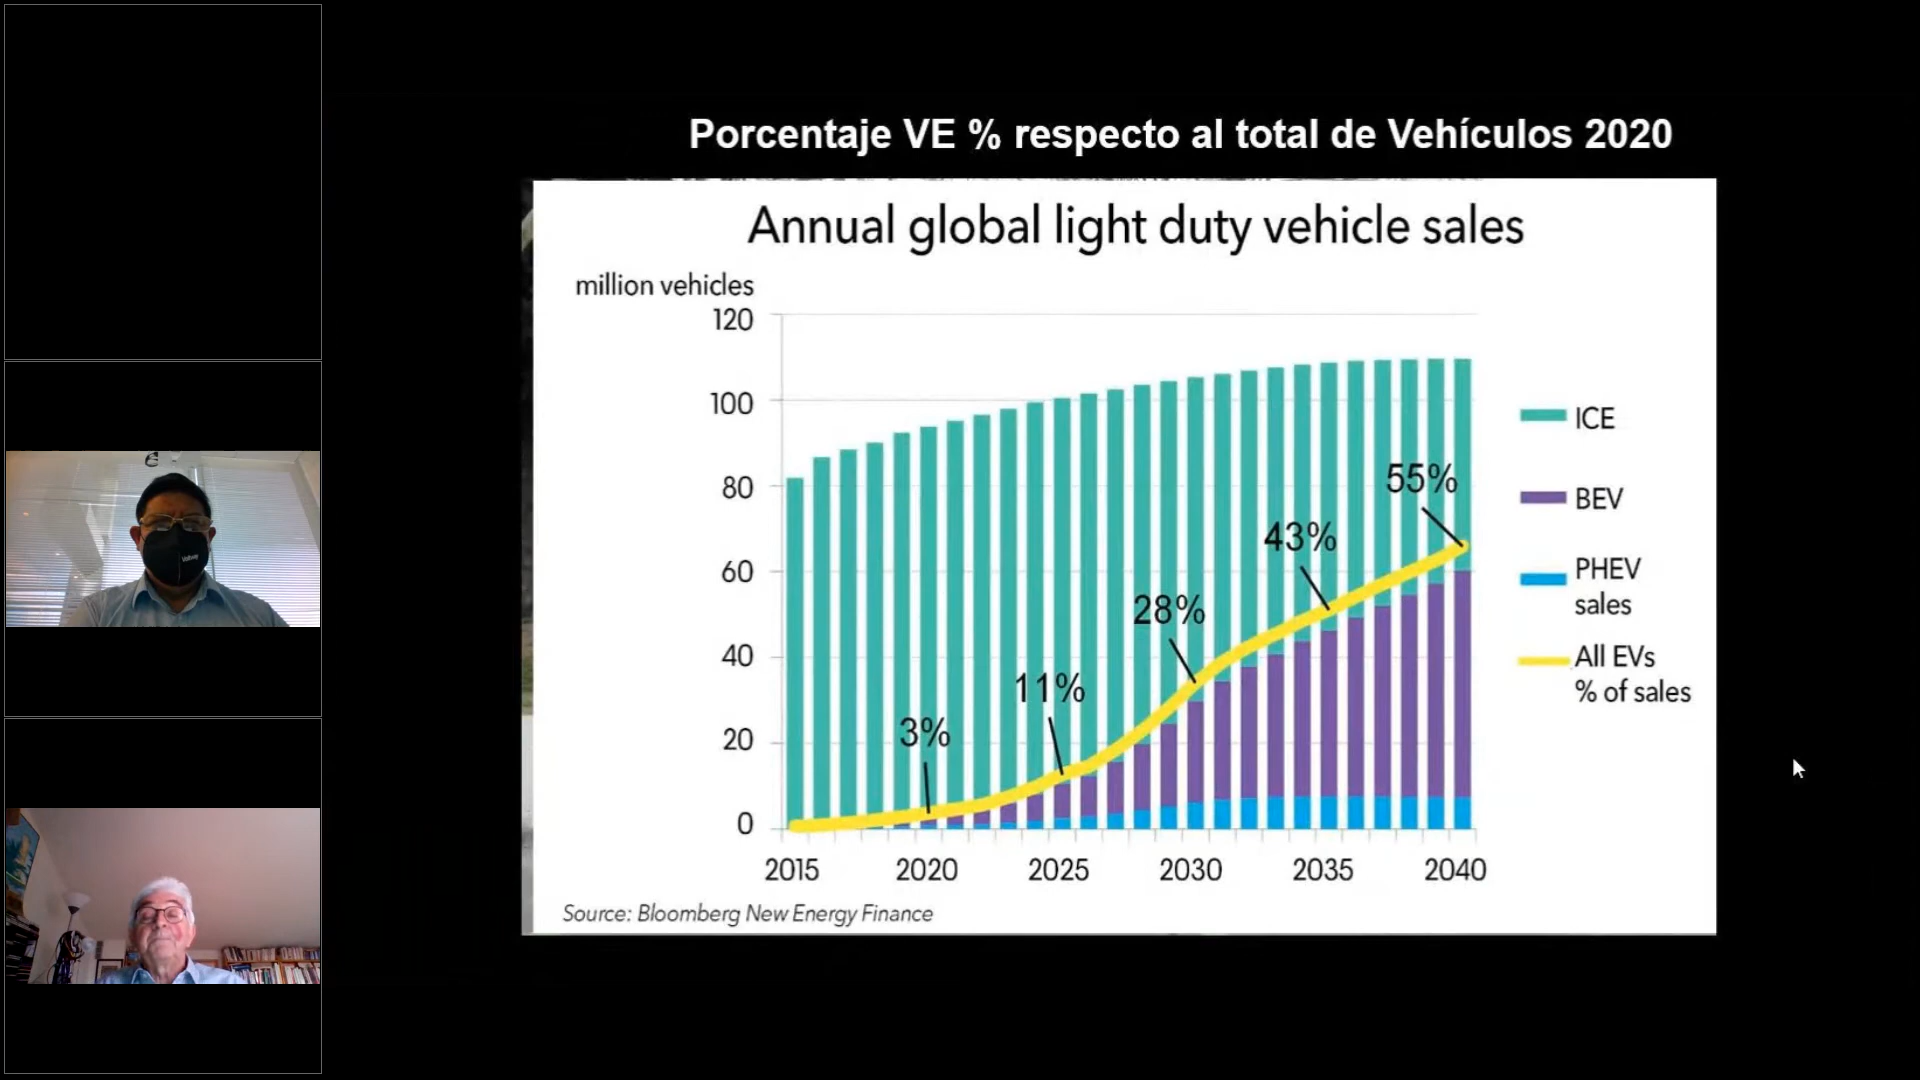 Porcentaje VE % respecto al total de Vehículos 2020
Annual global light duty vehicle sales
million vehicles
120
100
80
60
40
20
0
3%
11%
28%
43%
55%
2015 2020 2025 2030 2035 2040
ICE
BEV
PHEV
sales
All EVs
% of sales
Source: Bloomberg New Energy Finance